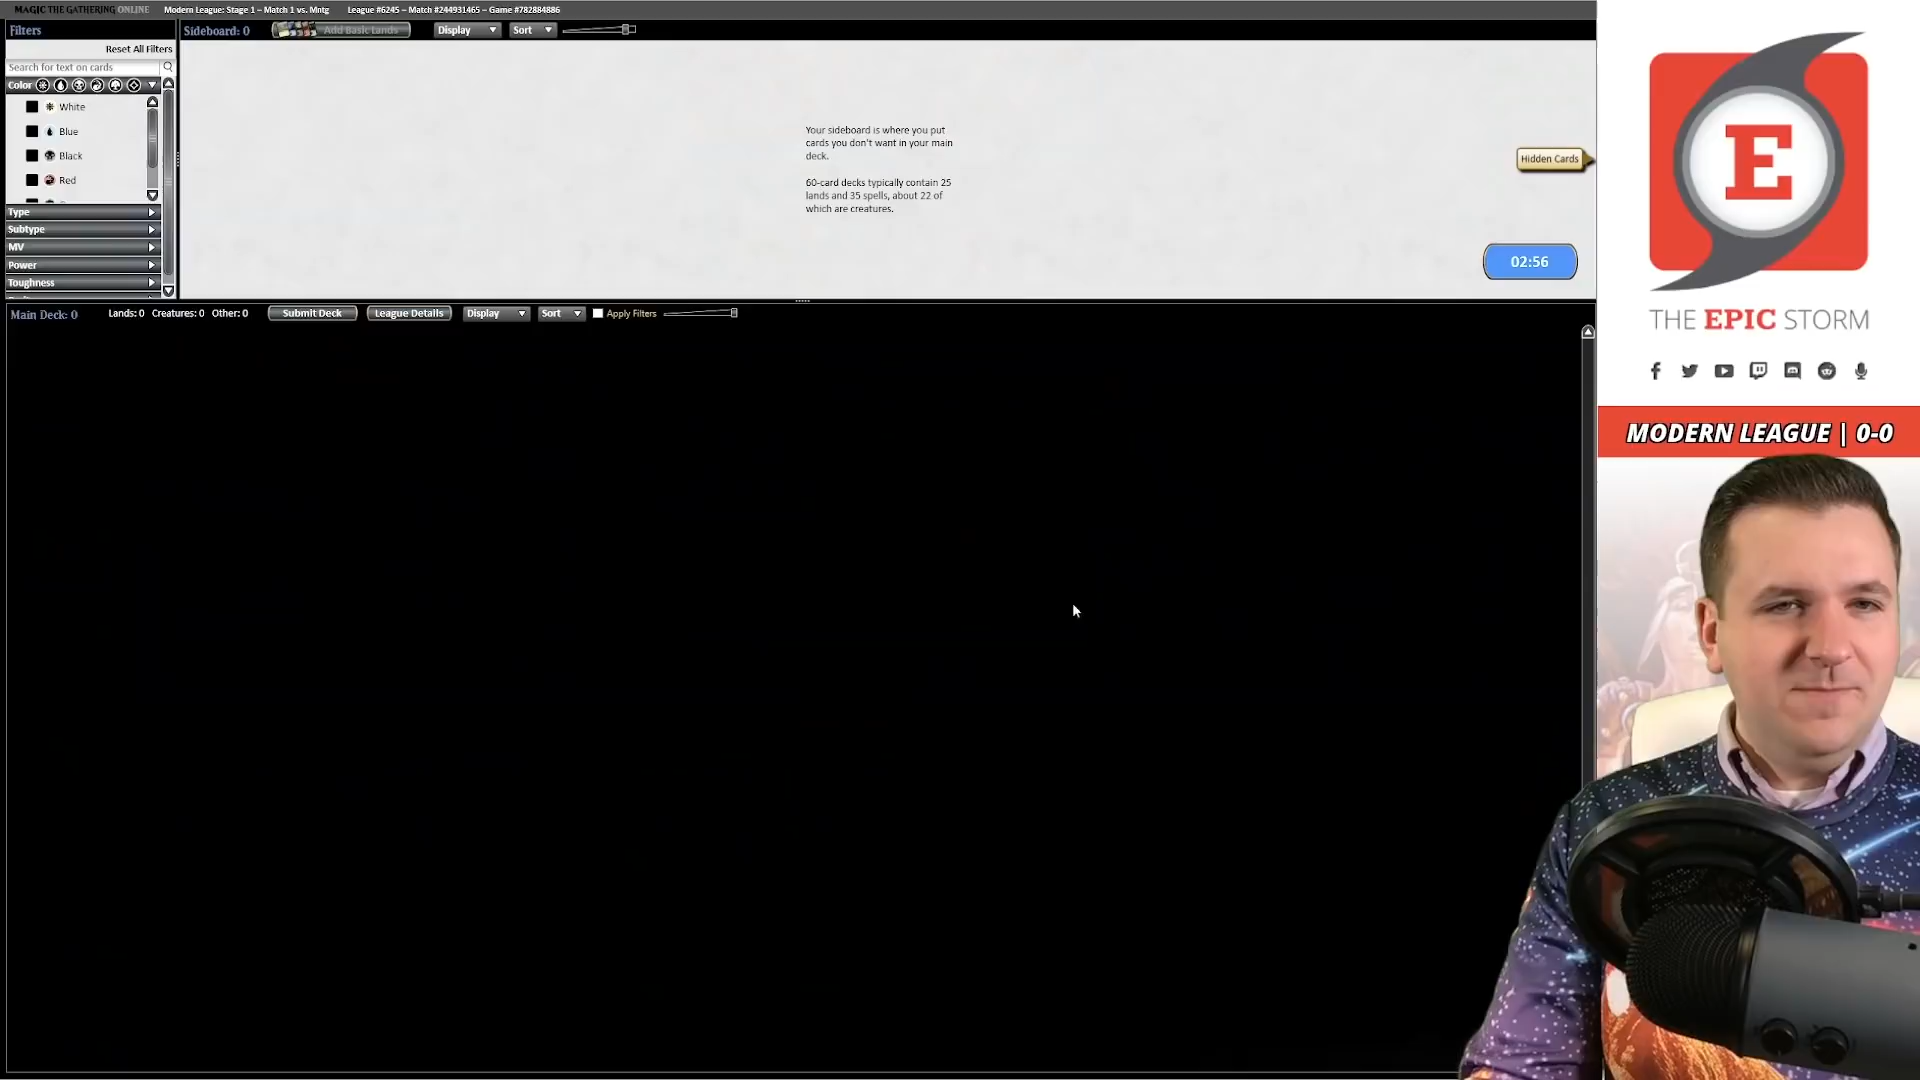 MAGIC THE GATHERING ONLINE Modern League: Stage 1 – Match 1 vs. Mntg League #6245 – Match #244931465 – Game #782884886
Filters Sideboard: 0 Add Basic Lands Display Sort
Reset All Filters
Search for text on cards
Color
White
Blue
Black
Red
Type
Subtype
MV
Power
Toughness
Your sideboard is where you put
cards you don't want in your main
deck.
60-card decks typically contain 25
lands and 35 spells, about 22 of
which are creatures.
Hidden Cards
02:56
Main Deck: 0 Lands: 0 Creatures: 0 Other: 0 Submit Deck League Details Display Sort Apply Filters
E
THE EPIC STORM
MODERN LEAGUE | 0-0